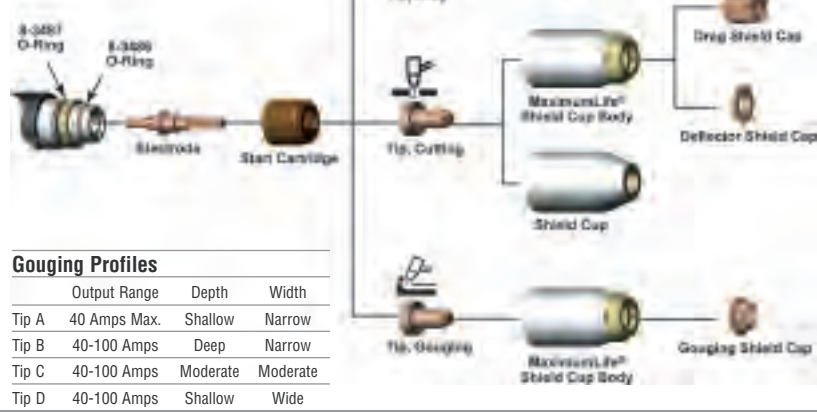 8-3487
O-Ring
8-3486
O-Ring
Electrode
Start Cartridge
Tip, Cutting
MaximumLife®
Shield Cup Body
Drag Shield Cap
Deflector Shield Cap
Shield Cup
Tip, Gouging
MaximumLife®
Shield Cup Body
Gouging Shield Cap
Gouging Profiles
Output Range Depth Width
Tip A 40 Amps Max. Shallow Narrow
Tip B 40-100 Amps Deep Narrow
Tip C 40-100 Amps Moderate Moderate
Tip D 40-100 Amps Shallow Wide